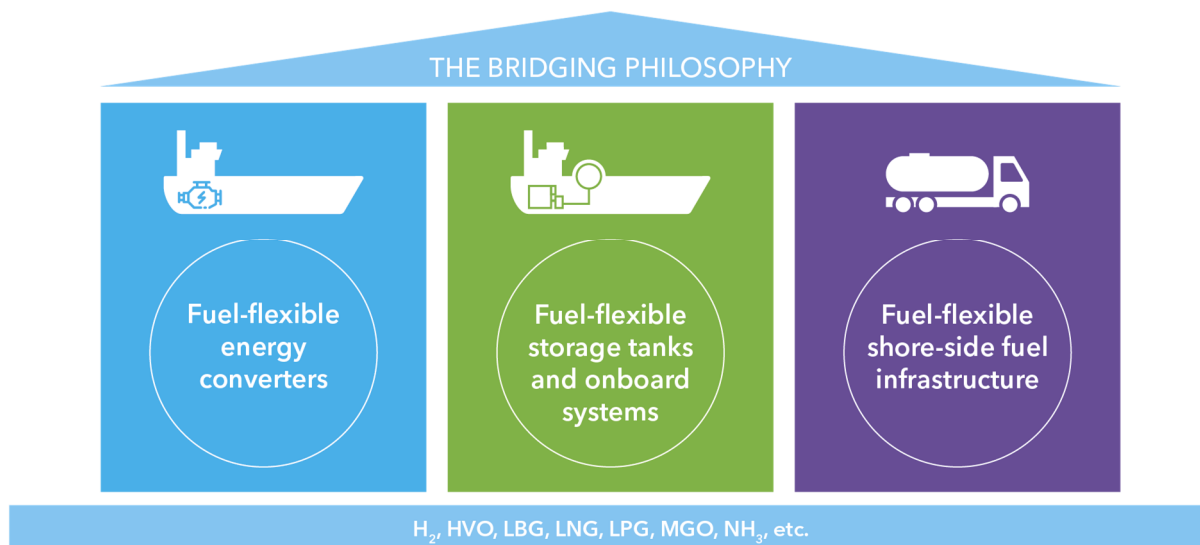 THE BRIDGING PHILOSOPHY
Fuel-flexible
energy
converters
Fuel-flexible
storage tanks
and onboard
systems
Fuel-flexible
shore-side fuel
infrastructure
H₂, HVO, LBG, LNG, LPG, MGO, NH₃, etc.